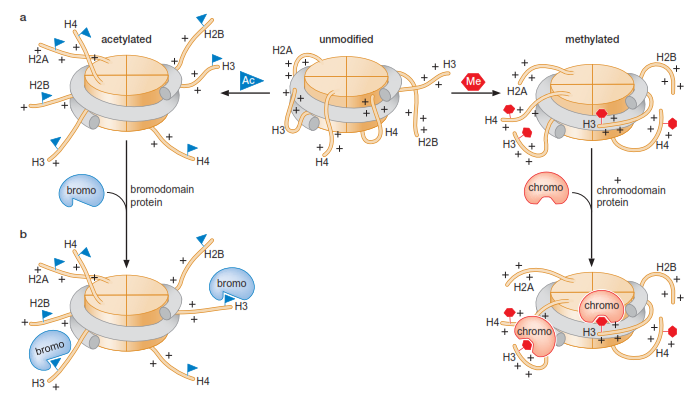 a
acetylated
unmodified
methylated
H4
H2B
H2A +
H3
H2B
H3 +
H4
Ac
H2A
H3
H3
H4
H4
H2B
Me
H2B
H2A
H4
H3
H3
H4
bromo
bromodomain
protein
chromo
+
chromodomain
protein
b
H4
H2B
H2A +
bromo
H3
H2B
bromo
H3 +
H4
H2B
H2A
chromo
H4 +
chromo
H3
H3
H4